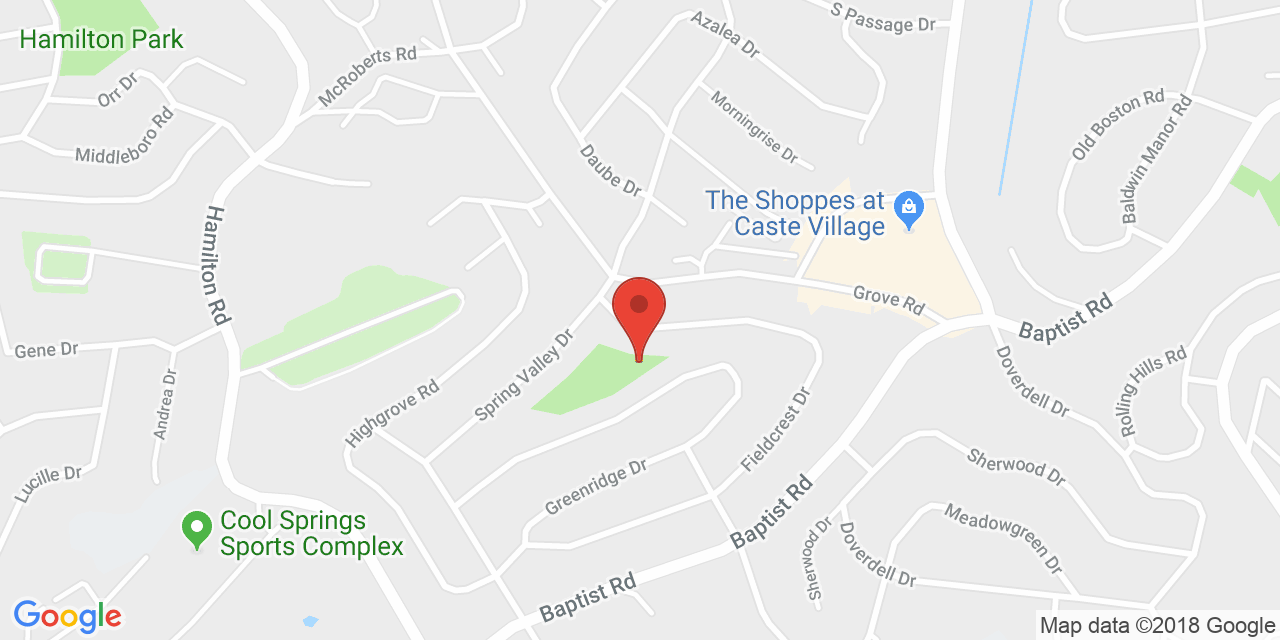 Hamilton Park
S Passage Dr
Azalea Dr
McRoberts Rd
Orr Dr
Middleboro Rd
Morningrise Dr
Old Boston Rd
Baldwin Manor Rd
Daube Dr
The Shoppes at
Caste Village
Hamilton Rd
Grove Rd
Baptist Rd
Gene Dr
Andrea Dr
Spring Valley Dr
Highgrove Rd
Fieldcrest Dr
Doverdell Dr
Rolling Hills Rd
Lucille Dr
Greenridge Dr
Sherwood Dr
Baptist Rd
Cool Springs
Sports Complex
Sherwood Dr
Doverdell Dr
Meadowgreen Dr
Baptist Rd
Google
Map data ©2018 Google